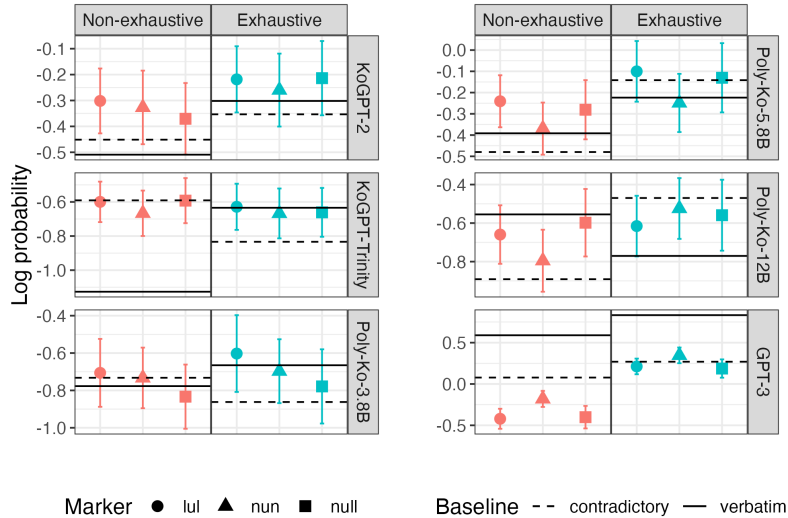 Non-exhaustive Exhaustive
Non-exhaustive Exhaustive
Log probability
-0.1
-0.2
-0.3
-0.4
-0.5
KoGPT-2
-0.6
-0.8
-1.0
KoGPT-Trinity
-0.4
-0.6
-0.8
-1.0
Poly-Ko-3.8B
0.0
-0.1
-0.2
-0.3
-0.4
-0.5
Poly-Ko-5.8B
-0.4
-0.6
-0.8
Poly-Ko-12B
0.5
0.0
-0.5
GPT-3
Marker lul nun null
Baseline contradictory verbatim